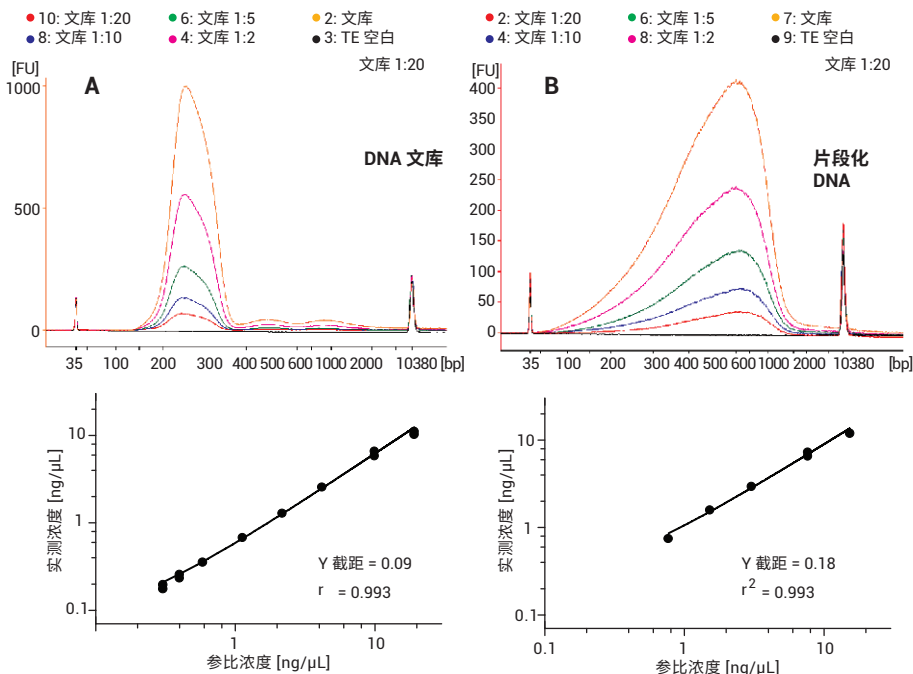 10: 文库 1:20
6: 文库 1:5
2: 文库
8: 文库 1:10
4: 文库 1:2
3: TE 空白
文库 1:20
[FU]
A
1000
DNA 文库
500
0
35 100 200 300 400 500 600 1000 2000 10380 [bp]
2: 文库 1:20
6: 文库 1:5
7: 文库
4: 文库 1:10
8: 文库 1:2
9: TE 空白
文库 1:20
[FU]
B
400
350
片段化
DNA
300
250
200
150
100
50
0
35 100 200 300 400 500 600 1000 2000 10380 [bp]
实测浓度 [ng/µL]
10
1
0.1
Y 截距 = 0.09
r = 0.993
1 10
参比浓度 [ng/µL]
实测浓度 [ng/µL]
10
1
0.1
Y 截距 = 0.18
r² = 0.993
0.1 1 10
参比浓度 [ng/µL]